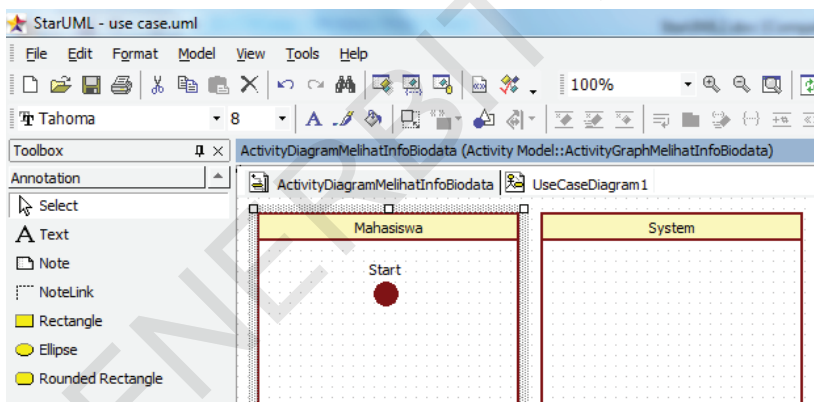 StarUML - use case.uml
File Edit Format Model View Tools Help
100%
Tahoma 8
Toolbox
ActivityDiagramMelihatInfoBiodata (Activity Model::ActivityGraphMelihatInfoBiodata)
Annotation
ActivityDiagramMelihatInfoBiodata UseCaseDiagram1
Select
Mahasiswa System
Text
Start
Note
NoteLink
Rectangle
Ellipse
Rounded Rectangle